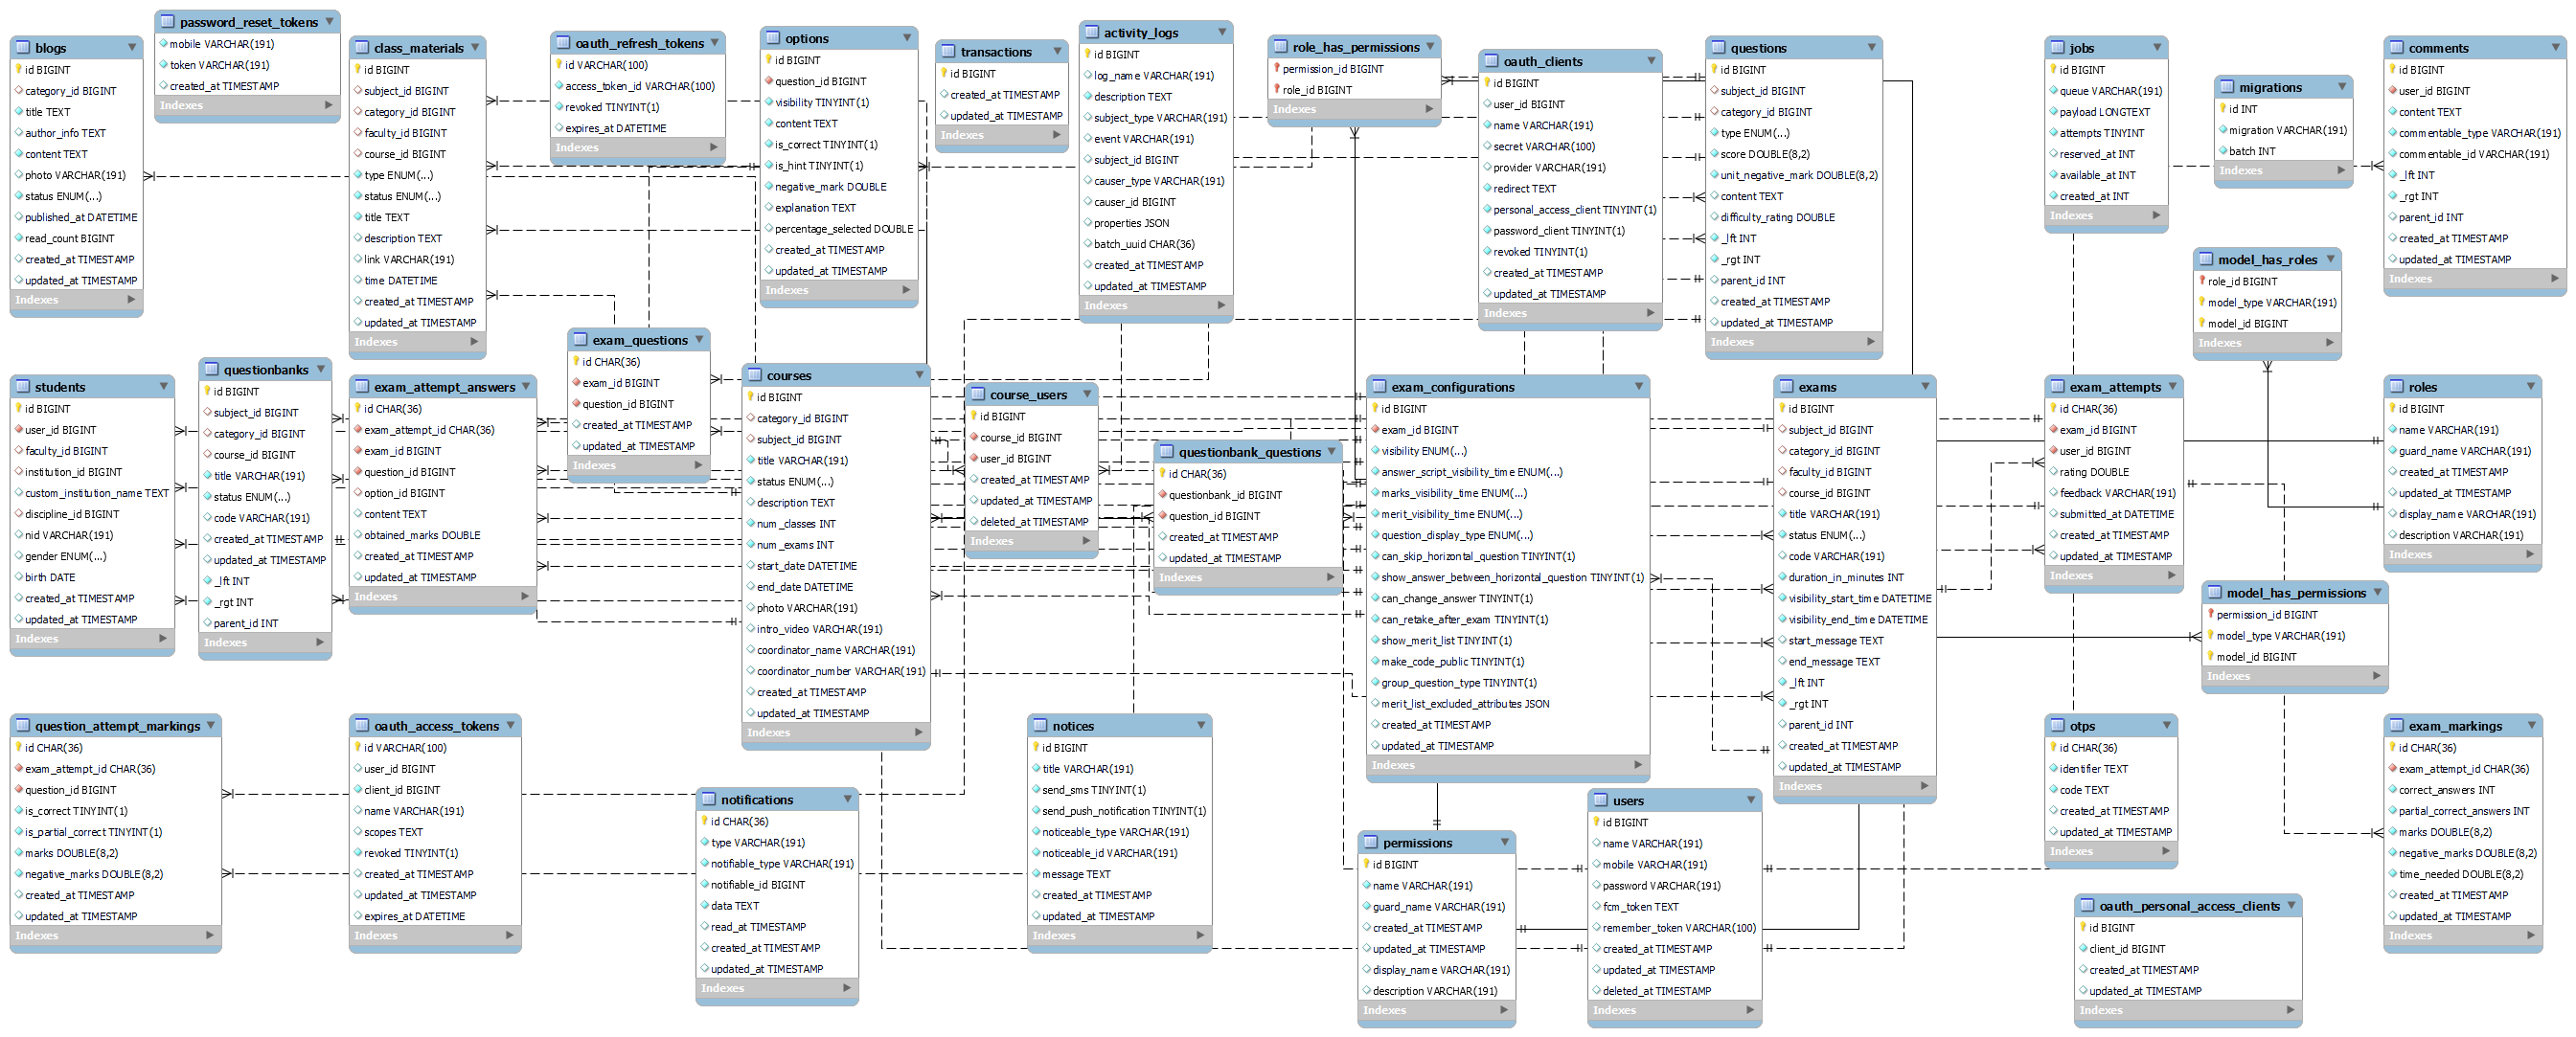 blogs
id BIGINT
category_id BIGINT
title TEXT
author_info TEXT
content TEXT
photo VARCHAR(191)
status ENUM(...)
published_at DATETIME
read_count BIGINT
created_at TIMESTAMP
updated_at TIMESTAMP
Indexes
password_reset_tokens
mobile VARCHAR(191)
token VARCHAR(191)
created_at TIMESTAMP
Indexes
class_materials
id BIGINT
subject_id BIGINT
category_id BIGINT
faculty_id BIGINT
course_id BIGINT
type ENUM(...)
status ENUM(...)
title TEXT
description TEXT
link VARCHAR(191)
time DATETIME
created_at TIMESTAMP
updated_at TIMESTAMP
Indexes
oauth_refresh_tokens
id VARCHAR(100)
access_token_id VARCHAR(100)
revoked TINYINT(1)
expires_at DATETIME
Indexes
options
id BIGINT
question_id BIGINT
visibility TINYINT(1)
content TEXT
is_correct TINYINT(1)
is_hint TINYINT(1)
negative_mark DOUBLE
explanation TEXT
percentage_selected DOUBLE
created_at TIMESTAMP
updated_at TIMESTAMP
Indexes
transactions
id BIGINT
created_at TIMESTAMP
updated_at TIMESTAMP
Indexes
activity_logs
id BIGINT
log_name VARCHAR(191)
description TEXT
subject_type VARCHAR(191)
event VARCHAR(191)
subject_id BIGINT
causer_type VARCHAR(191)
causer_id BIGINT
properties JSON
batch_uuid CHAR(36)
created_at TIMESTAMP
updated_at TIMESTAMP
Indexes
role_has_permissions
permission_id BIGINT
role_id BIGINT
Indexes
oauth_clients
id BIGINT
user_id BIGINT
name VARCHAR(191)
secret VARCHAR(100)
provider VARCHAR(191)
redirect TEXT
personal_access_client TINYINT(1)
password_client TINYINT(1)
revoked TINYINT(1)
created_at TIMESTAMP
updated_at TIMESTAMP
Indexes
questions
id BIGINT
subject_id BIGINT
category_id BIGINT
type ENUM(...)
score DOUBLE(8,2)
unit_negative_mark DOUBLE(8,2)
content TEXT
difficulty_rating DOUBLE
_lft INT
_rgt INT
parent_id INT
created_at TIMESTAMP
updated_at TIMESTAMP
Indexes
jobs
id BIGINT
queue VARCHAR(191)
payload LONGTEXT
attempts TINYINT
reserved_at INT
available_at INT
created_at INT
Indexes
migrations
id INT
migration VARCHAR(191)
batch INT
Indexes
comments
id BIGINT
user_id BIGINT
content TEXT
commentable_type VARCHAR(191)
commentable_id VARCHAR(191)
_lft INT
_rgt INT
parent_id INT
created_at TIMESTAMP
updated_at TIMESTAMP
Indexes
model_has_roles
role_id BIGINT
model_type VARCHAR(191)
model_id BIGINT
Indexes
students
id BIGINT
user_id BIGINT
faculty_id BIGINT
institution_id BIGINT
custom_institution_name TEXT
discipline_id BIGINT
nid VARCHAR(191)
gender ENUM(...)
birth DATE
created_at TIMESTAMP
updated_at TIMESTAMP
Indexes
questionbanks
id BIGINT
subject_id BIGINT
category_id BIGINT
course_id BIGINT
title VARCHAR(191)
status ENUM(...)
code VARCHAR(191)
created_at TIMESTAMP
updated_at TIMESTAMP
_lft INT
_rgt INT
parent_id INT
Indexes
exam_attempt_answers
id CHAR(36)
exam_attempt_id CHAR(36)
exam_id BIGINT
question_id BIGINT
option_id BIGINT
content TEXT
obtained_marks DOUBLE
created_at TIMESTAMP
updated_at TIMESTAMP
Indexes
exam_questions
id CHAR(36)
exam_id BIGINT
question_id BIGINT
created_at TIMESTAMP
updated_at TIMESTAMP
Indexes
courses
id BIGINT
category_id BIGINT
subject_id BIGINT
title VARCHAR(191)
status ENUM(...)
description TEXT
num_classes INT
num_exams INT
start_date DATETIME
end_date DATETIME
photo VARCHAR(191)
intro_video VARCHAR(191)
coordinator_name VARCHAR(191)
coordinator_number VARCHAR(191)
created_at TIMESTAMP
updated_at TIMESTAMP
Indexes
course_users
id BIGINT
course_id BIGINT
user_id BIGINT
created_at TIMESTAMP
updated_at TIMESTAMP
deleted_at TIMESTAMP
Indexes
questionbank_questions
id CHAR(36)
questionbank_id BIGINT
question_id BIGINT
created_at TIMESTAMP
updated_at TIMESTAMP
Indexes
exam_configurations
id BIGINT
exam_id BIGINT
visibility ENUM(...)
answer_script_visibility_time ENUM(...)
marks_visibility_time ENUM(...)
merit_visibility_time ENUM(...)
question_display_type ENUM(...)
can_skip_horizontal_question TINYINT(1)
show_answer_between_horizontal_question TINYINT(1)
can_change_answer TINYINT(1)
can_retake_after_exam TINYINT(1)
show_merit_list TINYINT(1)
make_code_public TINYINT(1)
group_question_type TINYINT(1)
merit_list_excluded_attributes JSON
created_at TIMESTAMP
updated_at TIMESTAMP
Indexes
exams
id BIGINT
subject_id BIGINT
category_id BIGINT
faculty_id BIGINT
course_id BIGINT
title VARCHAR(191)
status ENUM(...)
code VARCHAR(191)
duration_in_minutes INT
visibility_start_time DATETIME
visibility_end_time DATETIME
start_message TEXT
end_message TEXT
_lft INT
_rgt INT
parent_id INT
created_at TIMESTAMP
updated_at TIMESTAMP
Indexes
exam_attempts
id CHAR(36)
exam_id BIGINT
user_id BIGINT
rating DOUBLE
feedback VARCHAR(191)
submitted_at DATETIME
created_at TIMESTAMP
updated_at TIMESTAMP
Indexes
roles
id BIGINT
name VARCHAR(191)
guard_name VARCHAR(191)
created_at TIMESTAMP
updated_at TIMESTAMP
display_name VARCHAR(191)
description VARCHAR(191)
Indexes
model_has_permissions
permission_id BIGINT
model_type VARCHAR(191)
model_id BIGINT
Indexes
question_attempt_markings
id CHAR(36)
exam_attempt_id CHAR(36)
question_id BIGINT
is_correct TINYINT(1)
is_partial_correct TINYINT(1)
marks DOUBLE(8,2)
negative_marks DOUBLE(8,2)
created_at TIMESTAMP
updated_at TIMESTAMP
Indexes
oauth_access_tokens
id VARCHAR(100)
user_id BIGINT
client_id BIGINT
name VARCHAR(191)
scopes TEXT
revoked TINYINT(1)
created_at TIMESTAMP
updated_at TIMESTAMP
expires_at DATETIME
Indexes
notifications
id CHAR(36)
type VARCHAR(191)
notifiable_type VARCHAR(191)
notifiable_id BIGINT
data TEXT
read_at TIMESTAMP
created_at TIMESTAMP
updated_at TIMESTAMP
Indexes
notices
id BIGINT
title VARCHAR(191)
send_sms TINYINT(1)
send_push_notification TINYINT(1)
noticeable_type VARCHAR(191)
noticeable_id VARCHAR(191)
message TEXT
created_at TIMESTAMP
updated_at TIMESTAMP
Indexes
permissions
id BIGINT
name VARCHAR(191)
guard_name VARCHAR(191)
created_at TIMESTAMP
updated_at TIMESTAMP
display_name VARCHAR(191)
description VARCHAR(191)
Indexes
users
id BIGINT
name VARCHAR(191)
mobile VARCHAR(191)
password VARCHAR(191)
fcm_token TEXT
remember_token VARCHAR(100)
created_at TIMESTAMP
updated_at TIMESTAMP
deleted_at TIMESTAMP
Indexes
otps
id CHAR(36)
identifier TEXT
code TEXT
created_at TIMESTAMP
updated_at TIMESTAMP
Indexes
oauth_personal_access_clients
id BIGINT
client_id BIGINT
created_at TIMESTAMP
updated_at TIMESTAMP
Indexes
exam_markings
id CHAR(36)
exam_attempt_id CHAR(36)
correct_answers INT
partial_correct_answers INT
marks DOUBLE(8,2)
negative_marks DOUBLE(8,2)
time_needed DOUBLE(8,2)
created_at TIMESTAMP
updated_at TIMESTAMP
Indexes